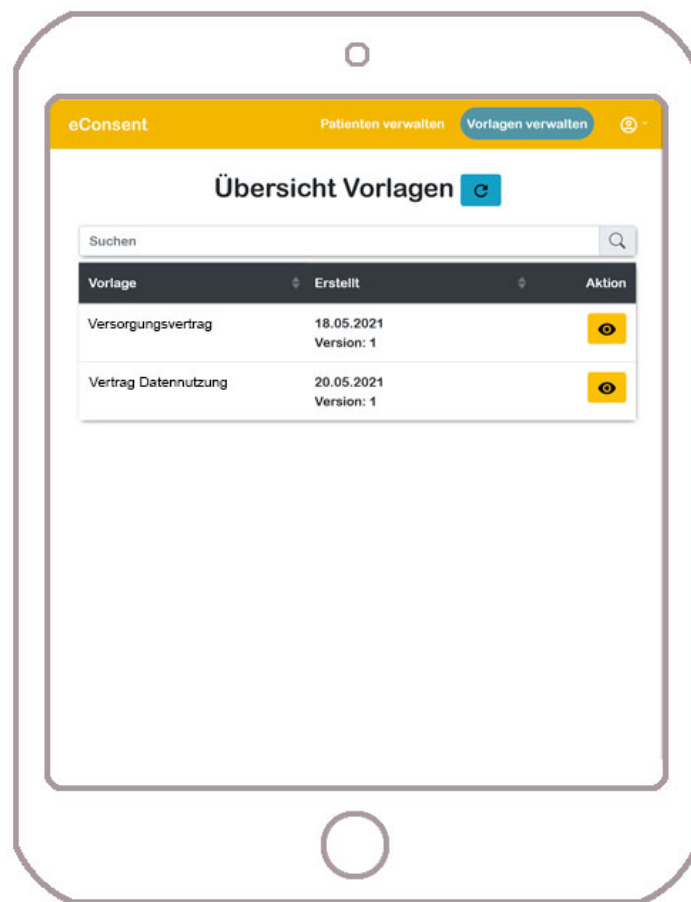 eConsent Patienten verwalten Vorlagen verwalten
Übersicht Vorlagen
Suchen
Vorlage Erstellt Aktion
Versorgungsvertrag 18.05.2021
Version: 1
Vertrag Datennutzung 20.05.2021
Version: 1